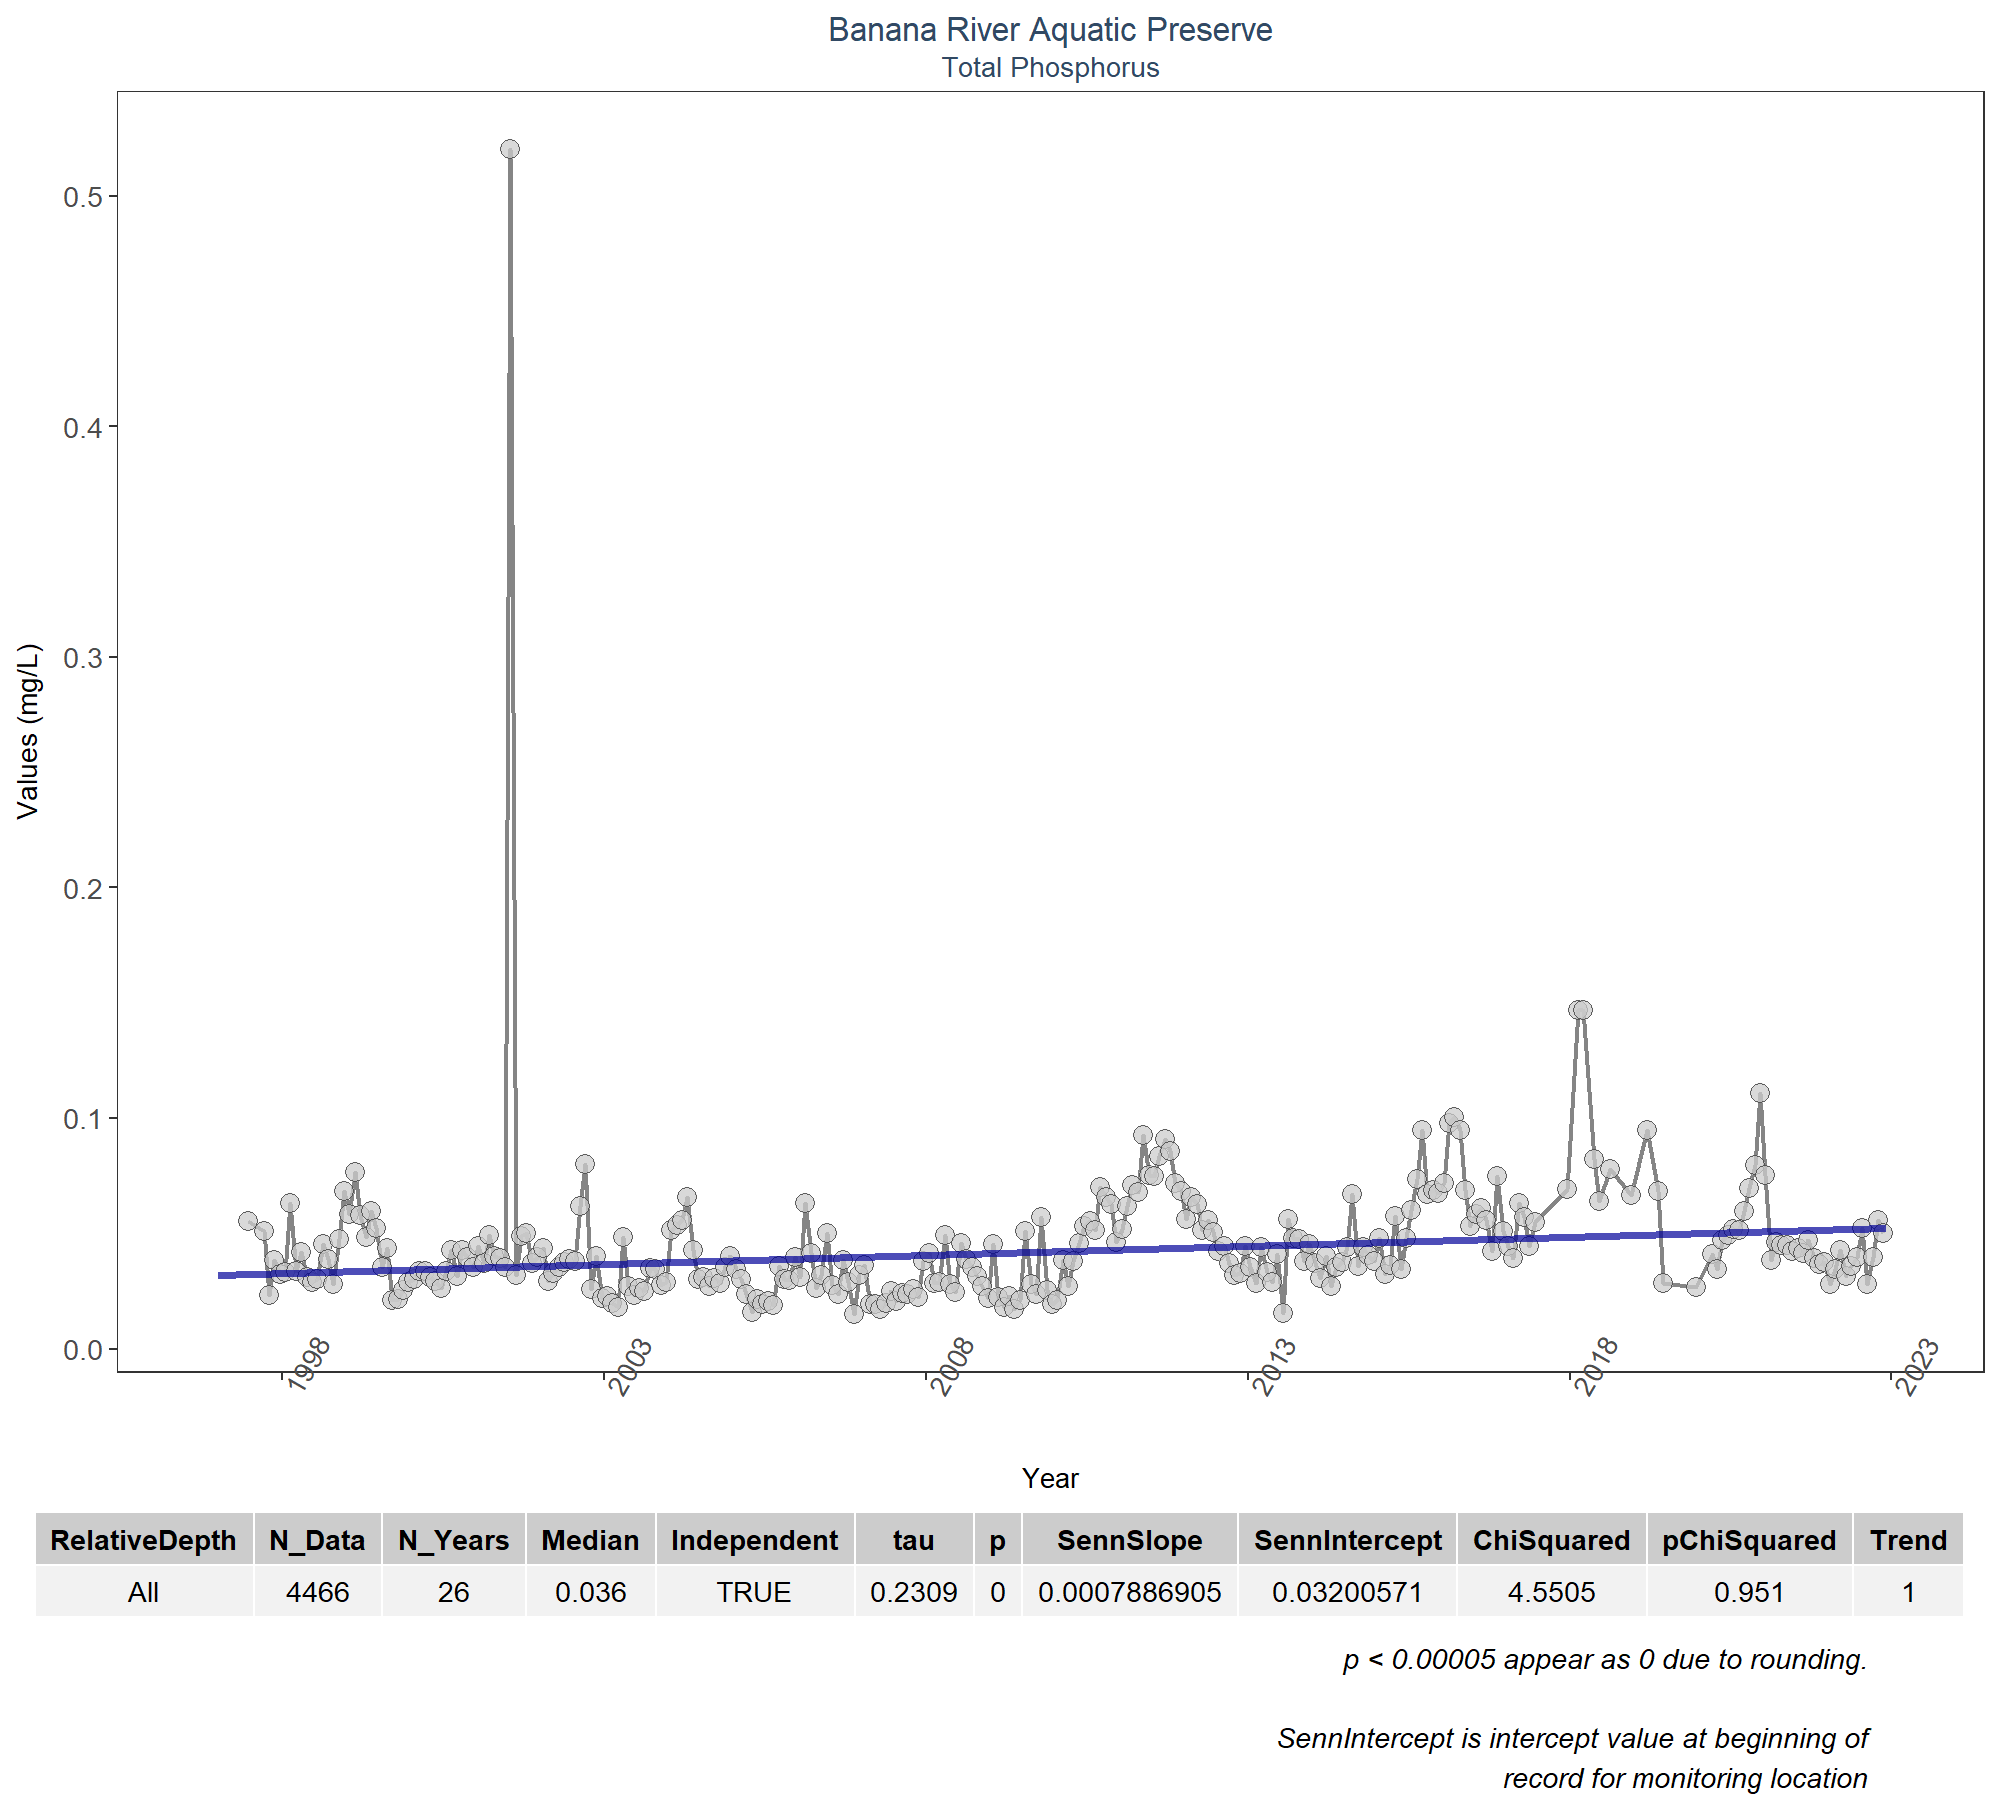 Banana River Aquatic Preserve
Total Phosphorus
Values (mg/L)
0.5
0.4
0.3
0.2
0.1
0.0
1998 2003 2008 2013 2018 2023
Year
RelativeDepth N_Data N_Years Median Independent tau p SennSlope SennIntercept ChiSquared pChiSquared Trend
All 4466 26 0.036 TRUE 0.2309 0 0.0007886905 0.03200571 4.5505 0.951 1
p < 0.00005 appear as 0 due to rounding.
SennIntercept is intercept value at beginning of
record for monitoring location